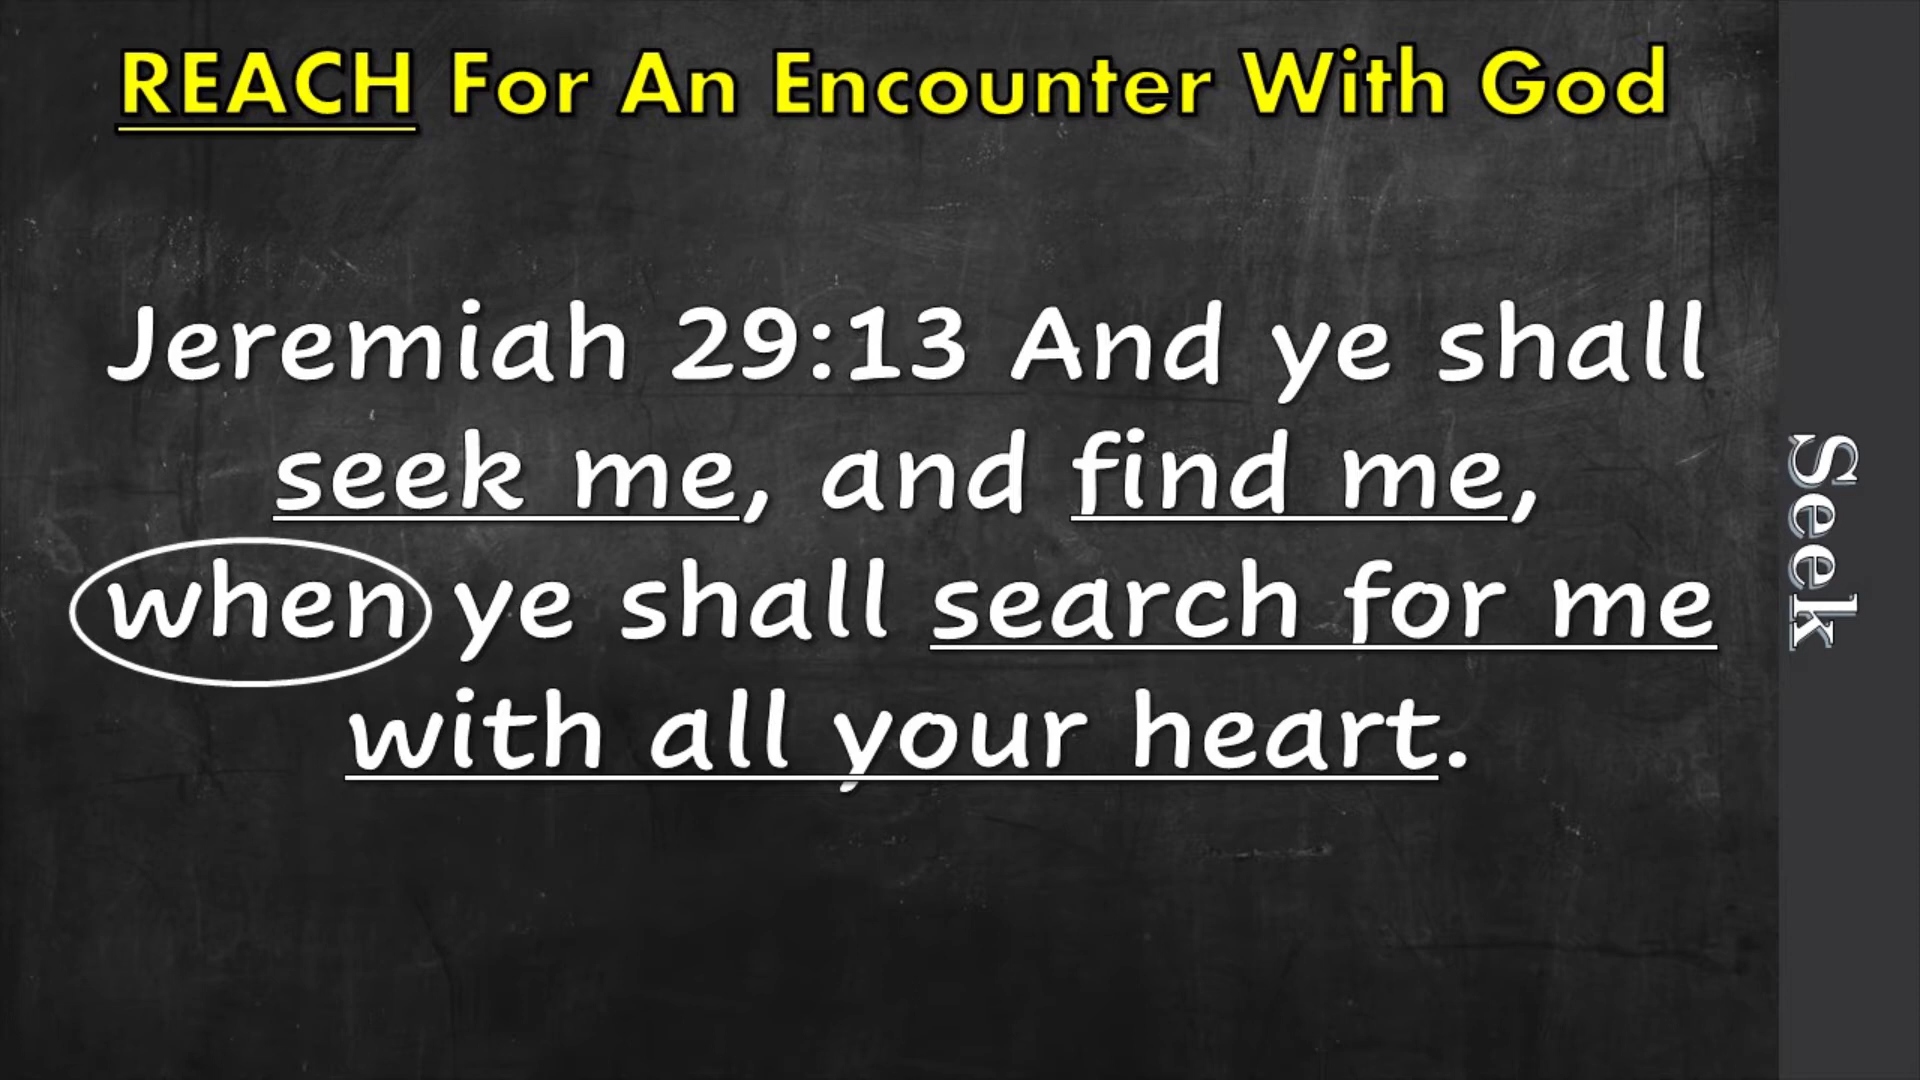 REACH For An Encounter With God
Jeremiah 29:13 And ye shall
seek me, and find me,
when ye shall search for me
with all your heart.
Seek